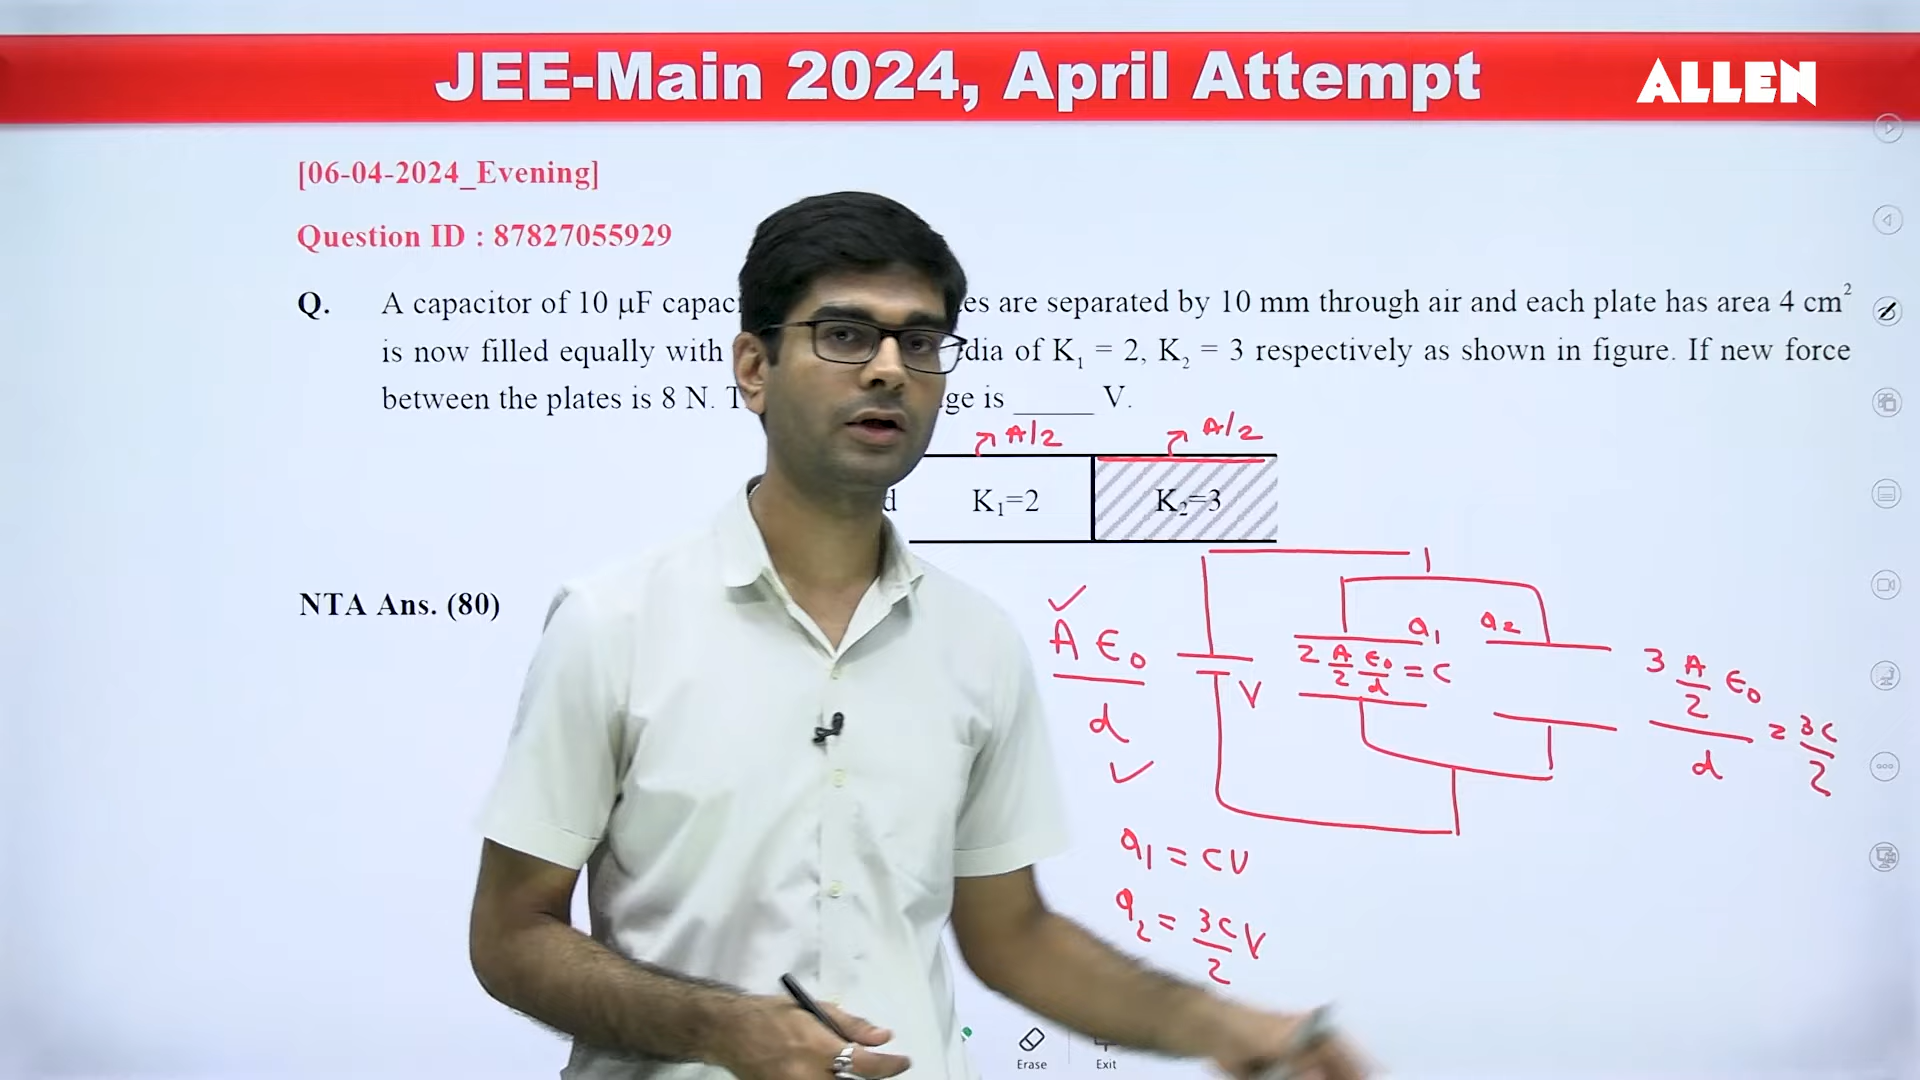 JEE-Main 2024, April Attempt
ALLEN
[06-04-2024_Evening]
Question ID : 87827055929
Q. A capacitor of 10 μF es are separated by 10 mm through air and each plate has area 4 cm²
is now filled equally with of K₁ = 2, K₂ = 3 respectively as shown in figure. If new force
between the plates is 8 N. is _____ V.
A/2 A/2
d K₁=2 K₂=3
NTA Ans. (80)
A ϵ₀ / d
V
q₁ q₂
2 A/2 ϵ₀/d = C
3 A/2 ϵ₀ / d = 3C/2
q₁ = CV
q₂ = 3C/2 V
Erase Exit